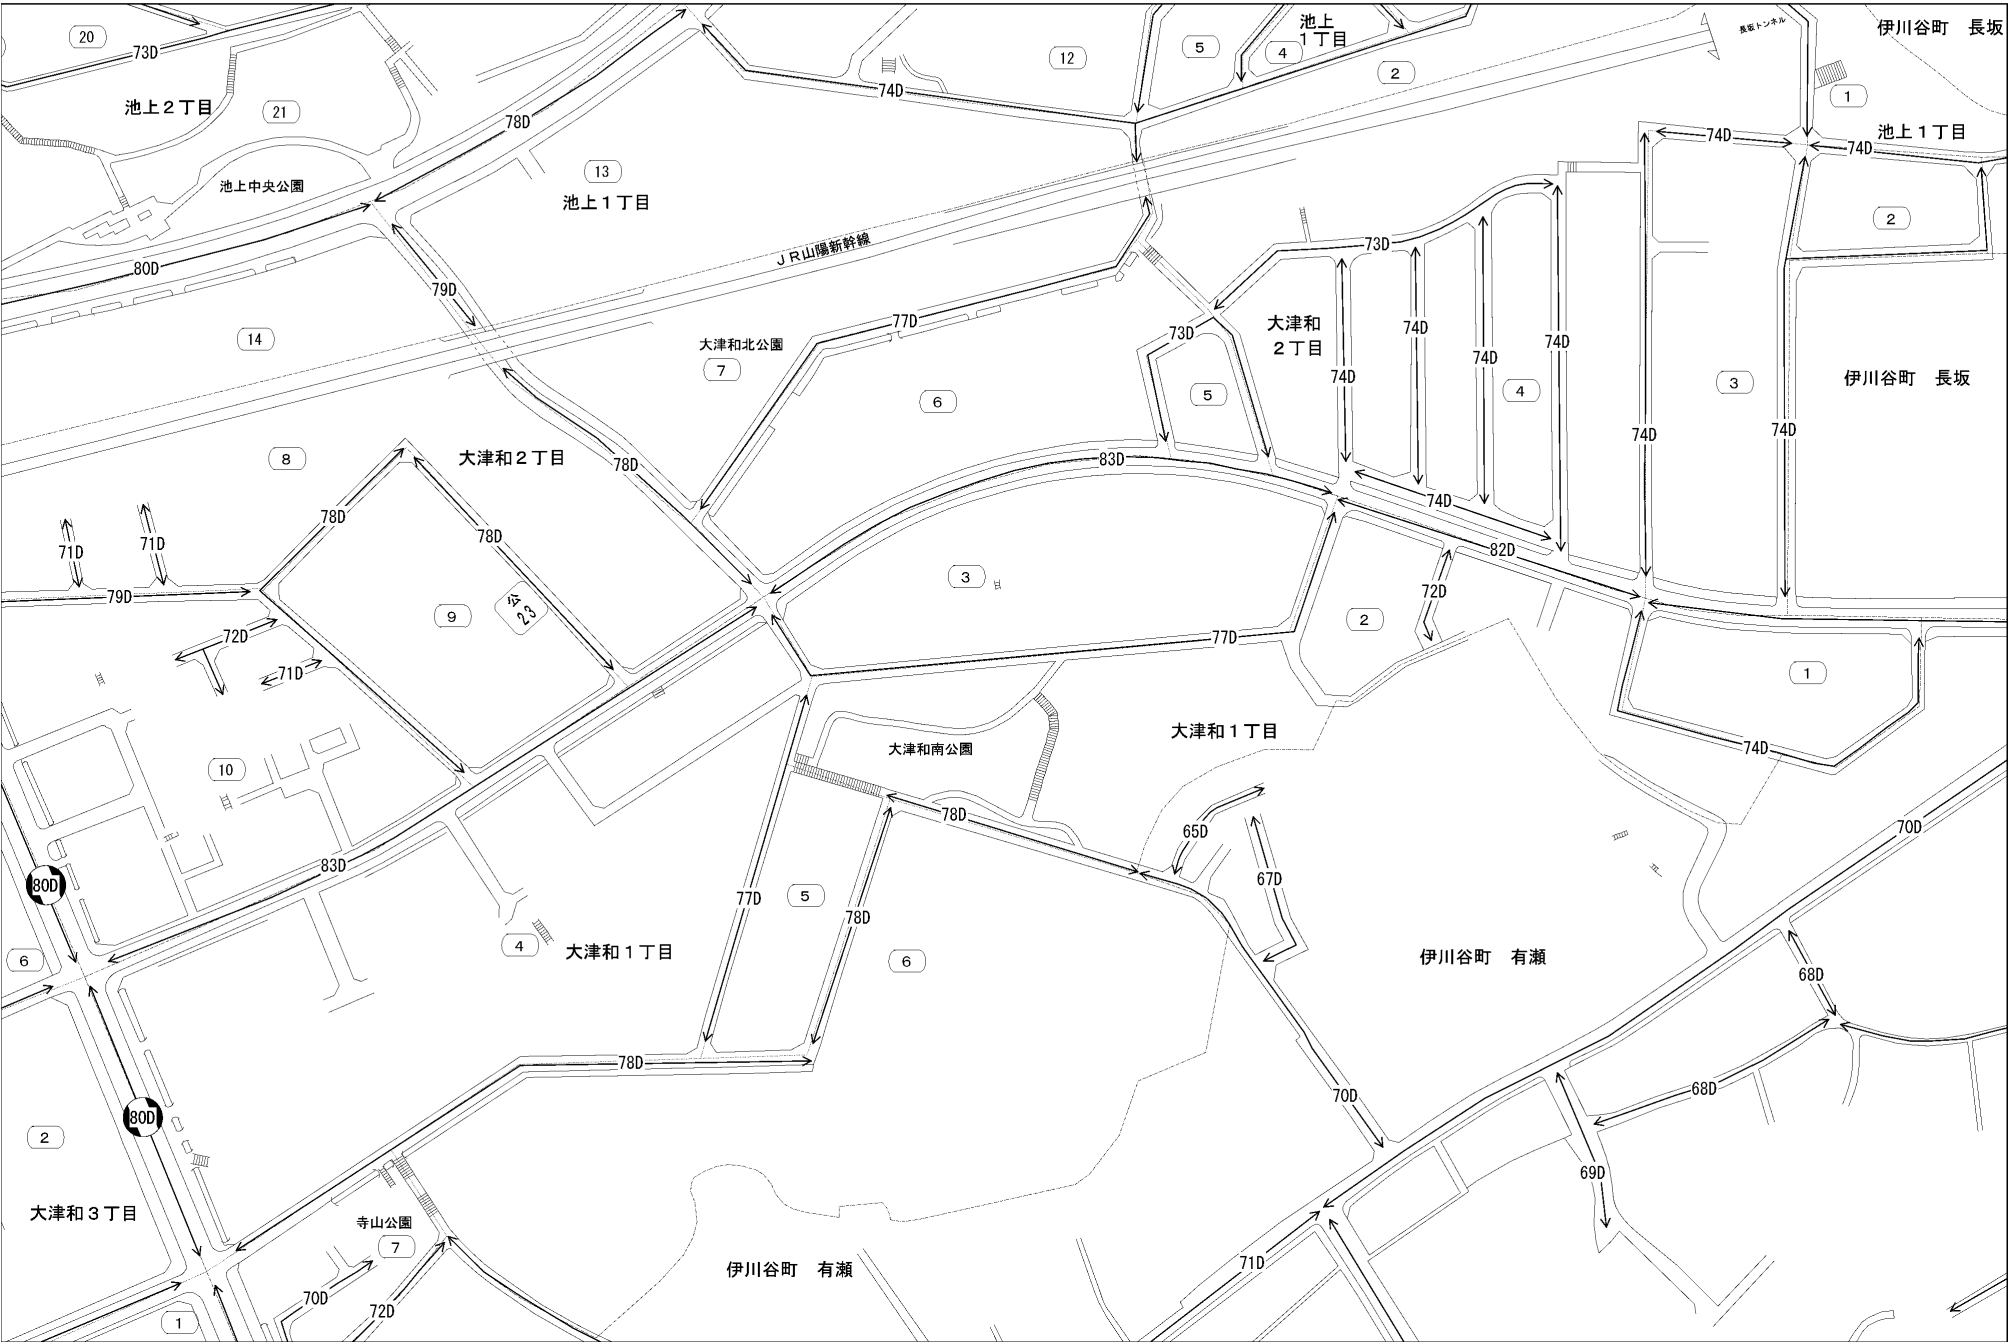 20
73D
池上２丁目
21
78D
池上中央公園
80D
13
池上１丁目
12
74D
5
池上
１丁目
4
2
長坂トンネル
伊川谷町　長坂
1
池上１丁目
74D
74D
2
ＪＲ山陽新幹線
79D
14
77D
大津和北公園
7
6
73D
73D
5
大津和
２丁目
74D
74D
74D
4
74D
74D
3
74D
伊川谷町　長坂
8
大津和２丁目
78D
83D
74D
82D
78D
78D
71D
71D
79D
9
公
23
72D
71D
3
77D
2
72D
1
74D
10
大津和南公園
大津和１丁目
78D
65D
67D
70D
83D
80D
6
77D
5
78D
4
大津和１丁目
6
伊川谷町　有瀬
68D
78D
70D
68D
69D
80D
2
大津和３丁目
寺山公園
7
70D
72D
1
伊川谷町　有瀬
71D